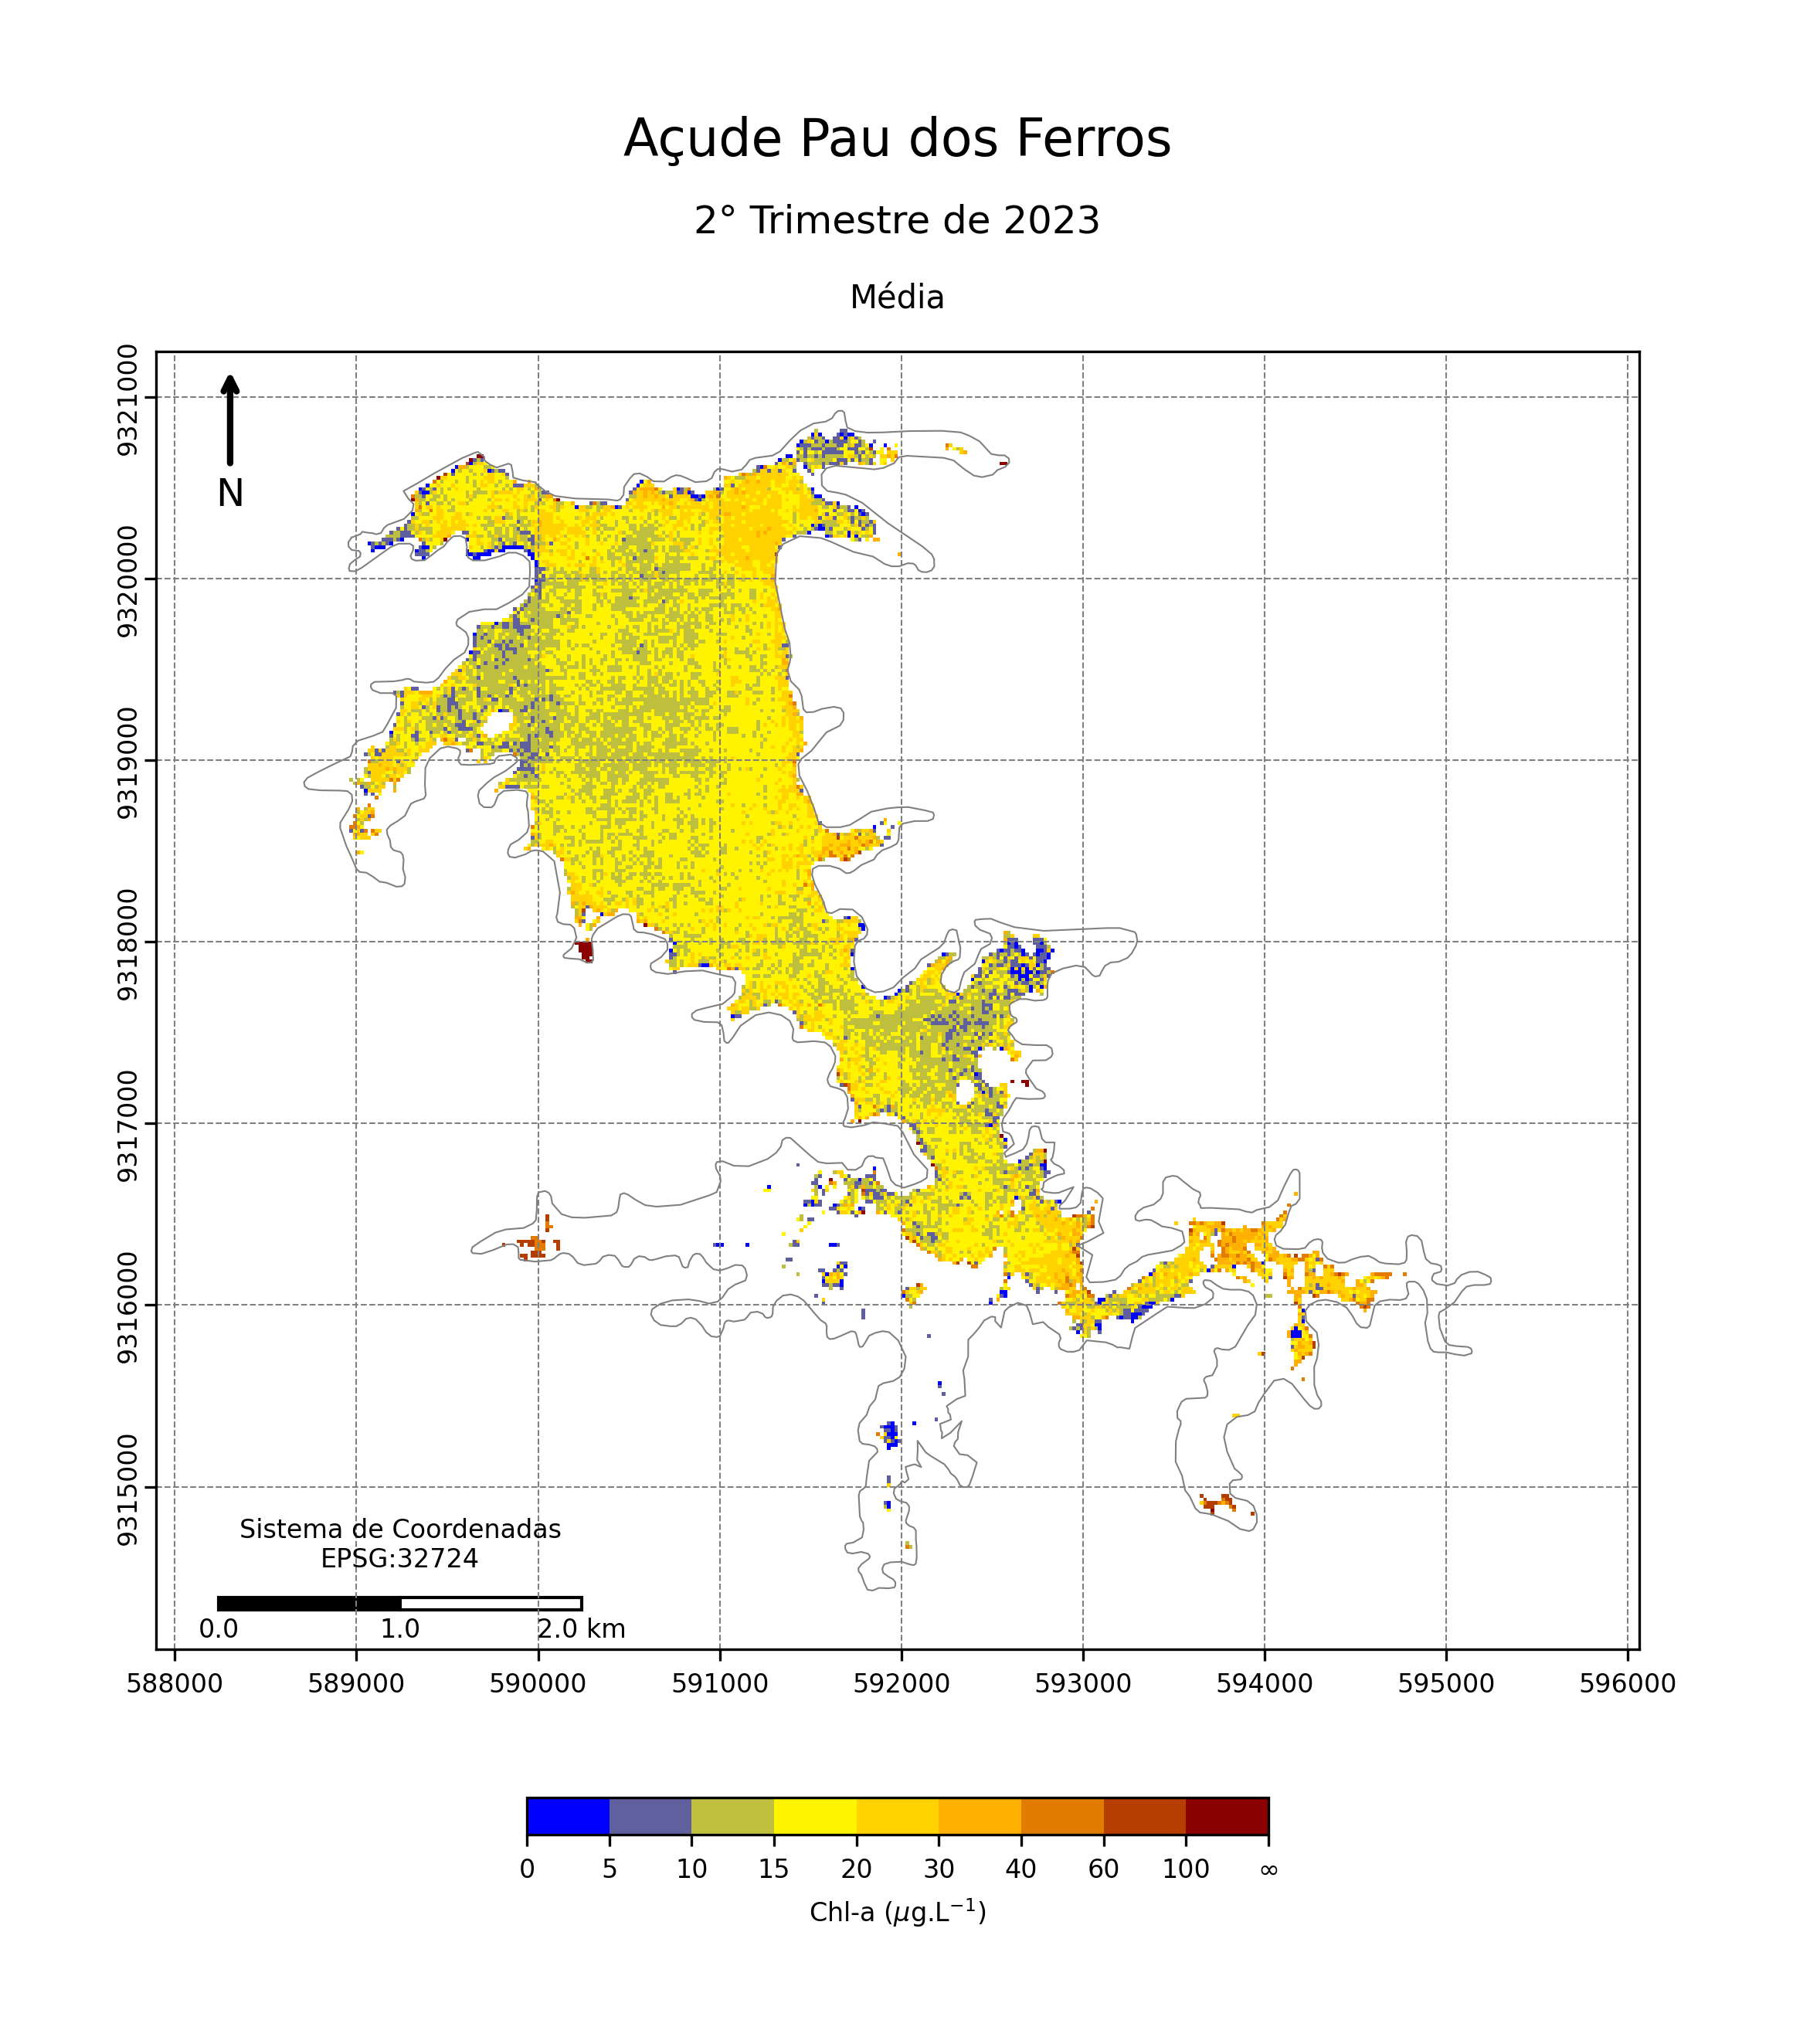 Açude Pau dos Ferros
2° Trimestre de 2023
Média
9321000
9320000
9319000
9318000
9317000
9316000
9315000
N
Sistema de Coordenadas
EPSG:32724
0.0 1.0 2.0 km
588000 589000 590000 591000 592000 593000 594000 595000 596000
0 5 10 15 20 30 40 60 100 ∞
Chl-a (μg.L⁻¹)